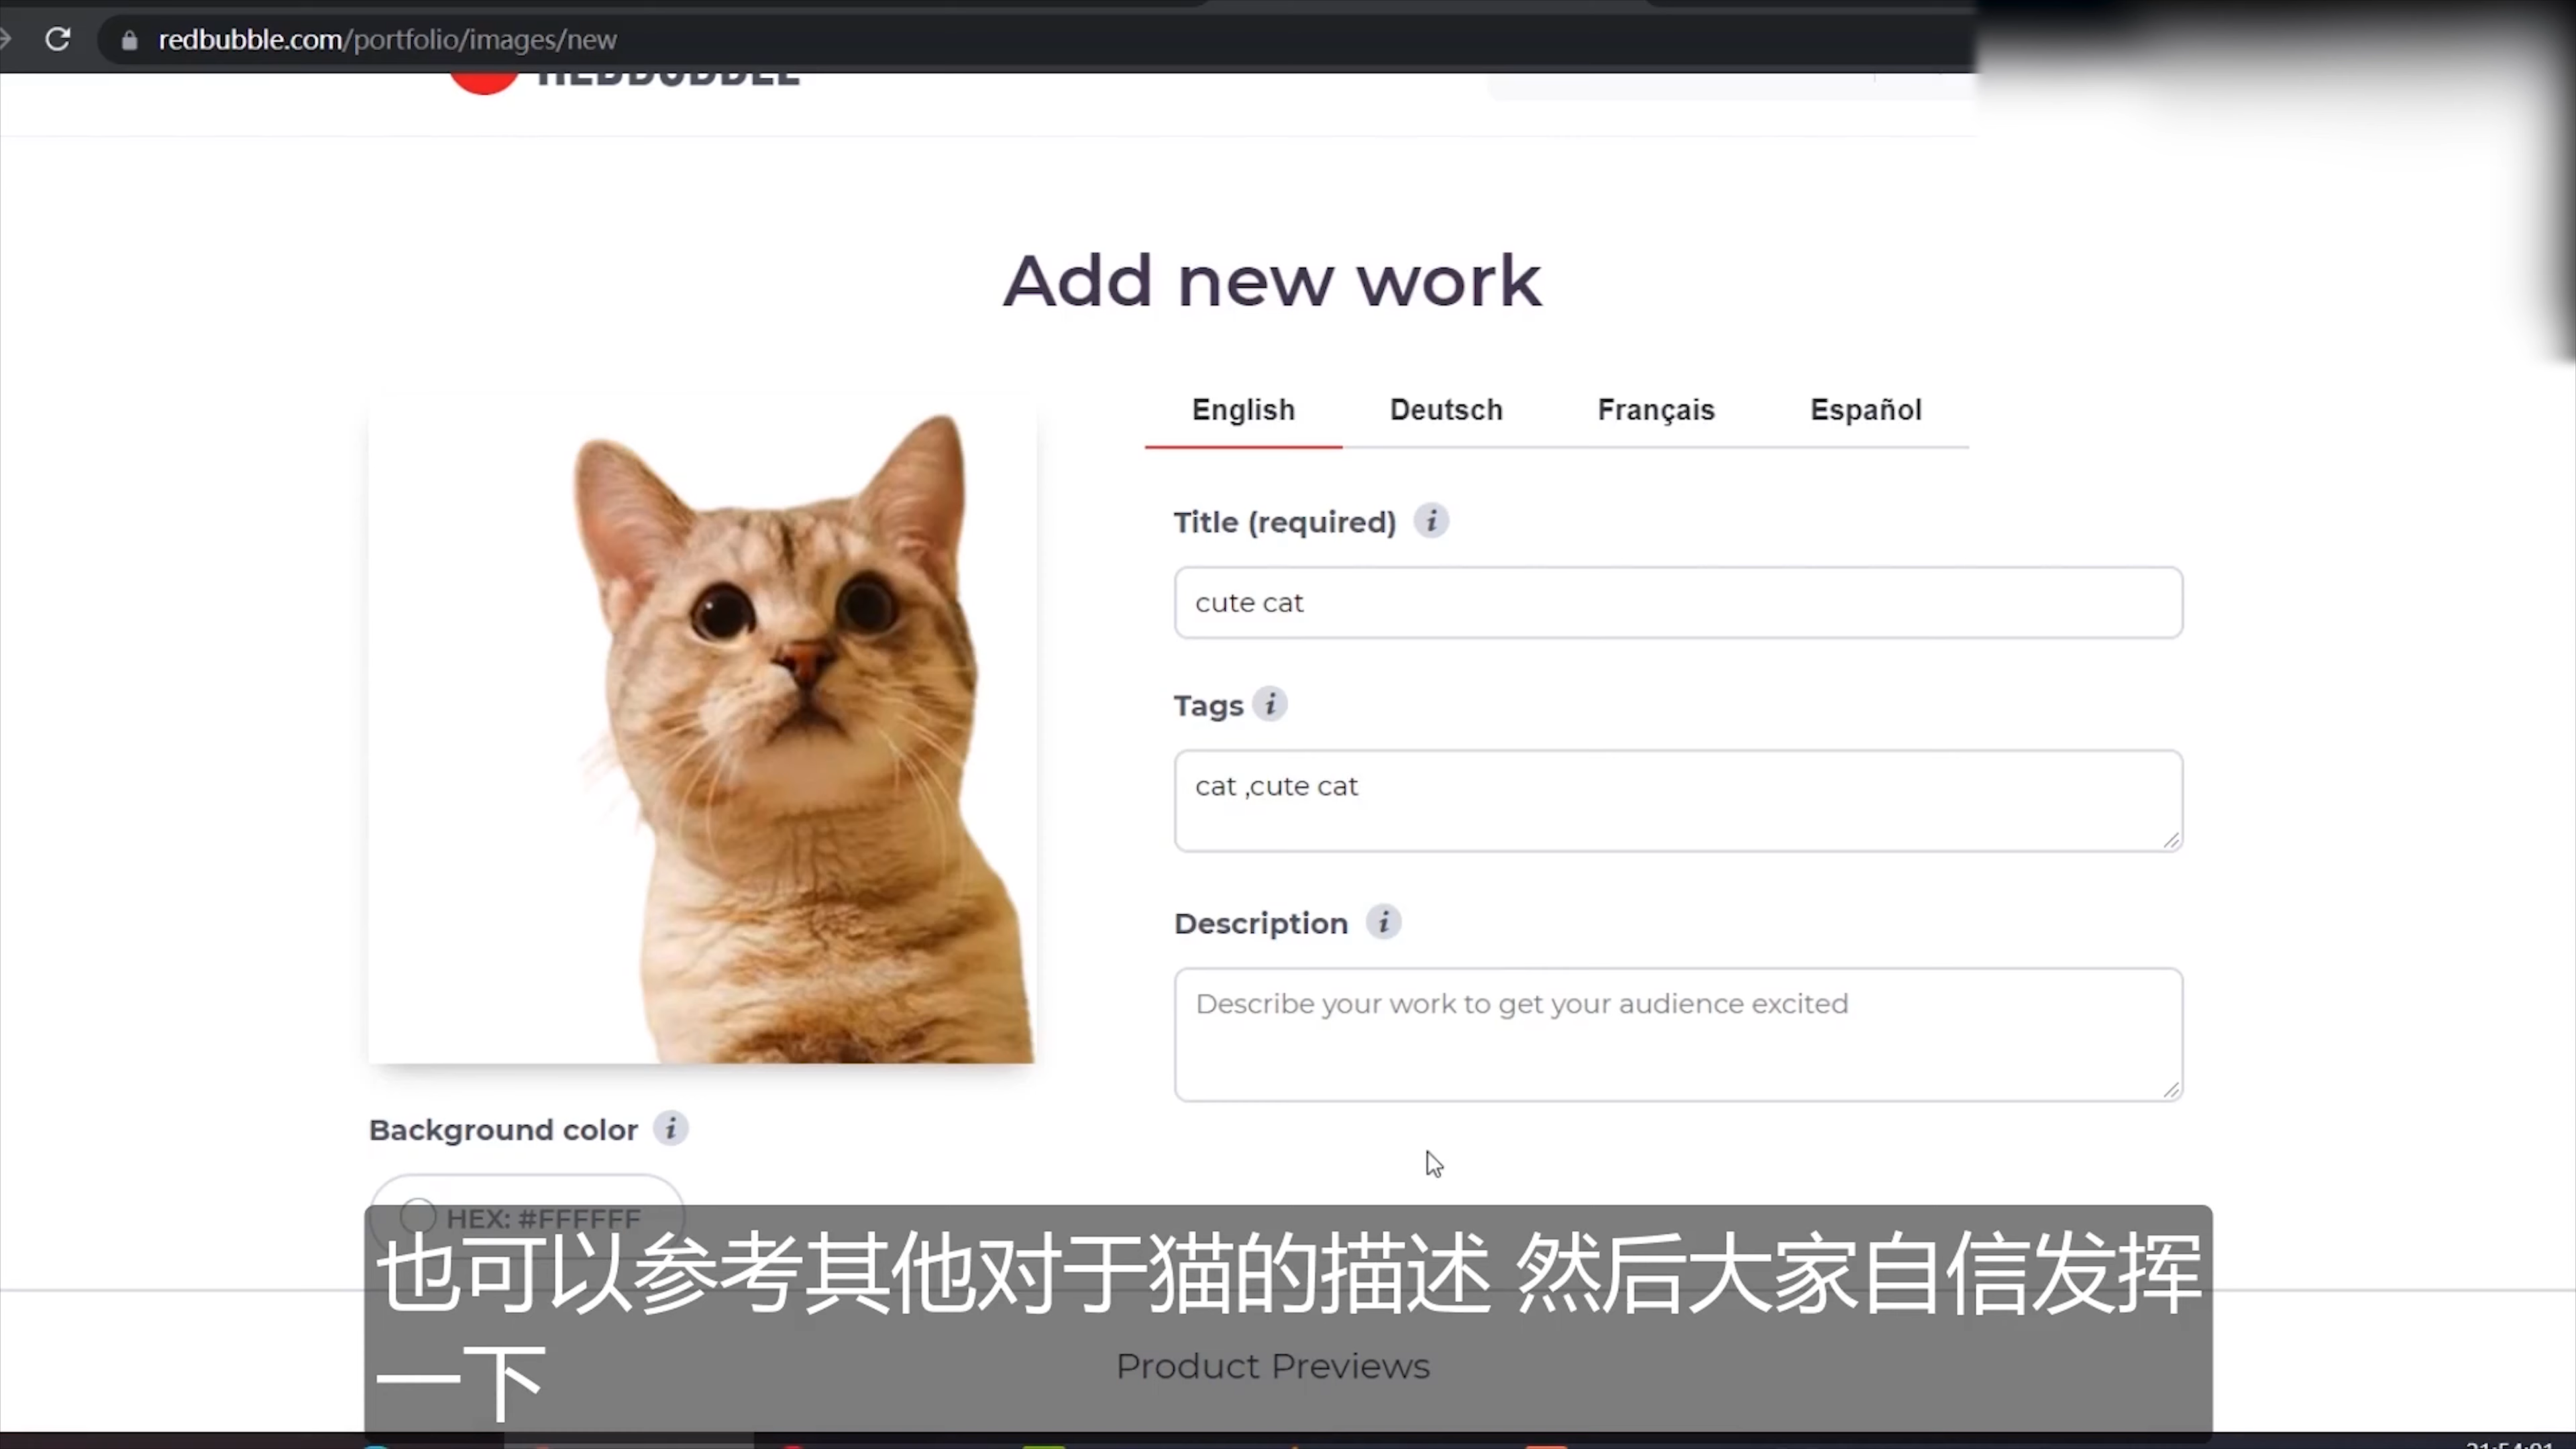 redbubble.com/portfolio/images/new
REDBUBBLE
Add new work
English Deutsch Français Español
Title (required) i
cute cat
Tags i
cat ,cute cat
Description i
Describe your work to get your audience excited
Background color i
HEX: #FFFFFF
也可以参考其他对于猫的描述 然后大家自信发挥
一下
Product Previews